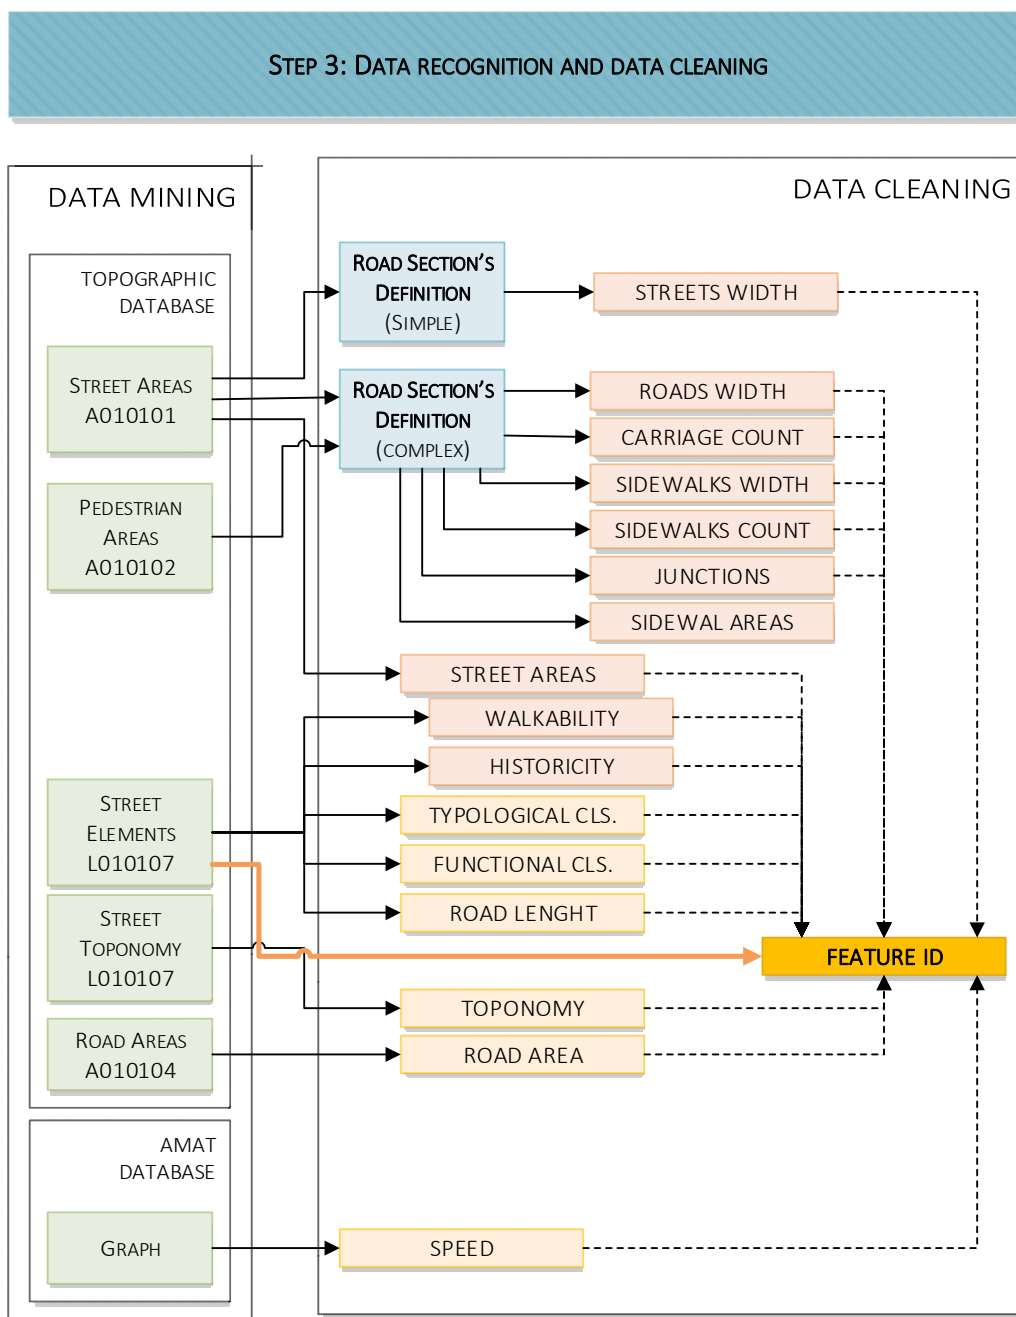 STEP 3: DATA RECOGNITION AND DATA CLEANING
DATA MINING
DATA CLEANING
TOPOGRAPHIC
DATABASE
STREET AREAS
A010101
PEDESTRIAN
AREAS
A010102
STREET
ELEMENTS
L010107
STREET
TOPONOMY
L010107
ROAD AREAS
A010104
AMAT
DATABASE
GRAPH
ROAD SECTION'S
DEFINITION
(SIMPLE)
ROAD SECTION'S
DEFINITION
(COMPLEX)
STREETS WIDTH
ROADS WIDTH
CARRIAGE COUNT
SIDEWALKS WIDTH
SIDEWALKS COUNT
JUNCTIONS
SIDEWAL AREAS
STREET AREAS
WALKABILITY
HISTORICITY
TYPOLOGICAL CLS.
FUNCTIONAL CLS.
ROAD LENGHT
FEATURE ID
TOPONOMY
ROAD AREA
SPEED